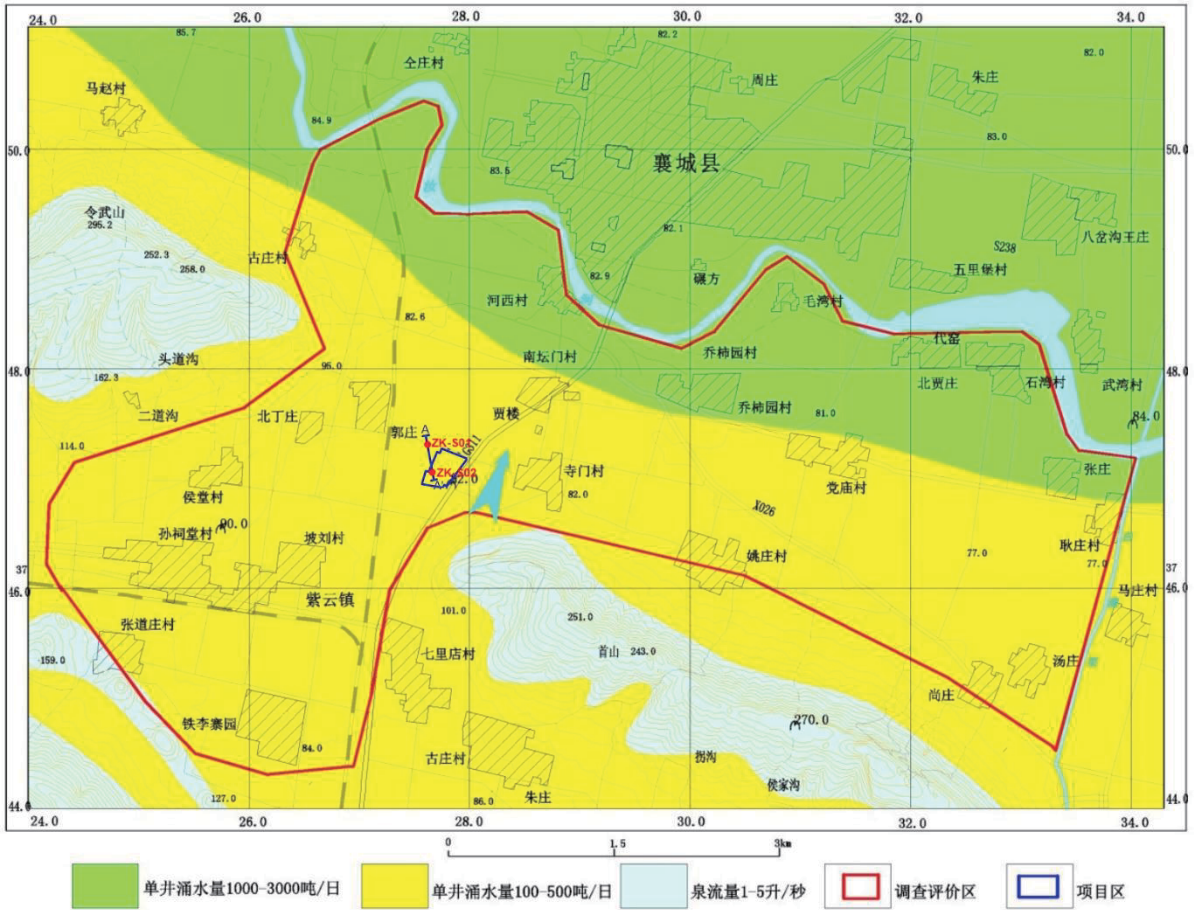 24.0 26.0 28.0 30.0 32.0 34.0
85.7
82.2
仝庄村
周庄
朱庄
82.0
马赵村
84.9
83.0
50.0
50.0
83.5
襄城县
令武山
295.2
252.3
258.0
古庄村
82.1
S238
八岔沟王庄
五里堡村
82.9
碾方
河西村
毛湾村
82.6
代窑
头道沟
96.0
南坛门村
乔柿园村
48.0
48.0
162.3
北贾庄
石湾村
武湾村
二道沟
北丁庄
贾楼
乔柿园村
81.0
84.0
郭庄
A
ZK-S01
G311
114.0
ZK-S02
寺门村
82.0
党庙村
张庄
侯堂村
X026
孙祠堂村
90.0
坡刘村
姚庄村
77.0
耿庄村
77.0
37
46.0
37
46.0
紫云镇
101.0
251.0
马庄村
张道庄村
159.0
七里店村
首山
243.0
汤庄
尚庄
铁李寨园
84.0
270.0
古庄村
拐沟
侯家沟
127.0
86.0
朱庄
44.0
44.0
24.0 26.0 28.0 30.0 32.0 34.0
0 1.5 3km
单井涌水量1000-3000吨/日
单井涌水量100-500吨/日
泉流量1-5升/秒
调查评价区
项目区